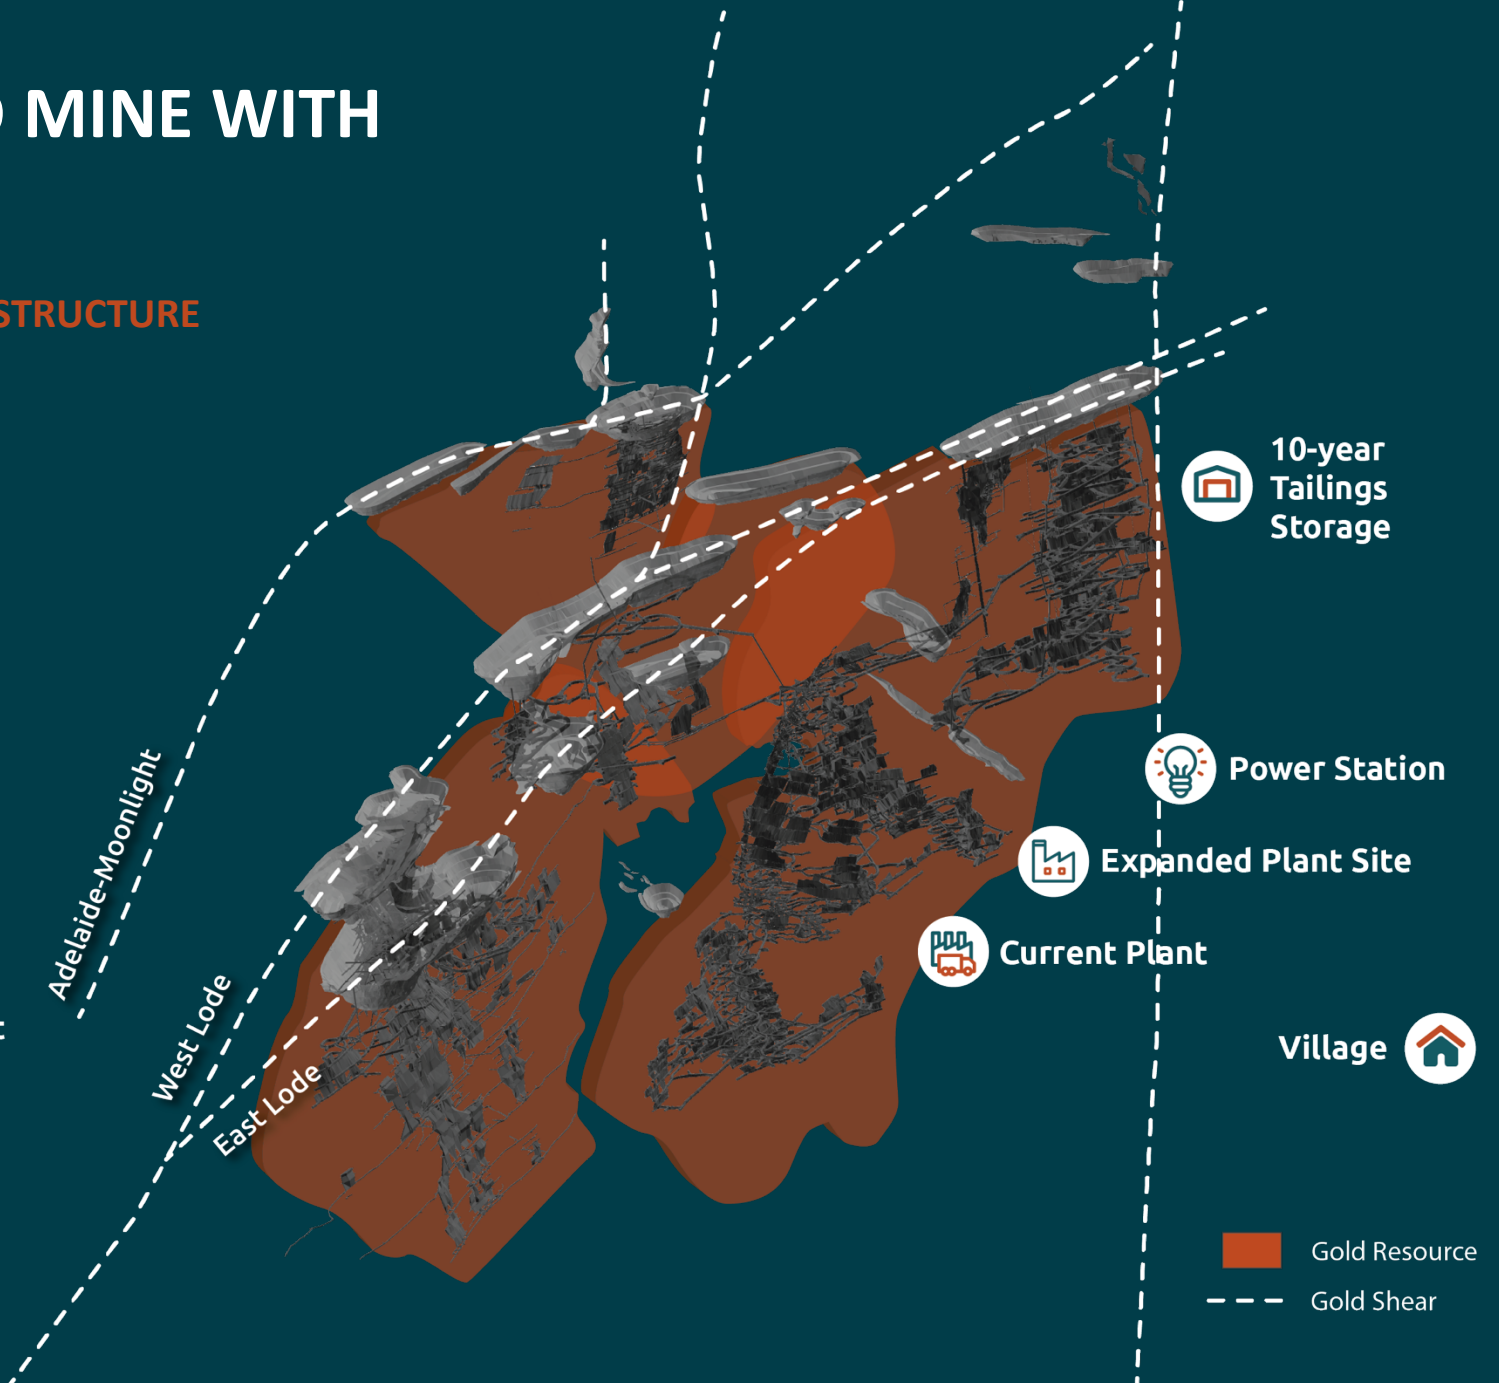 MINE WITH
STRUCTURE
10-year
Tailings
Storage
Power Station
Expanded Plant Site
Current Plant
Village
Adelaide-Moonlight
West Lode
East Lode
Gold Resource
Gold Shear